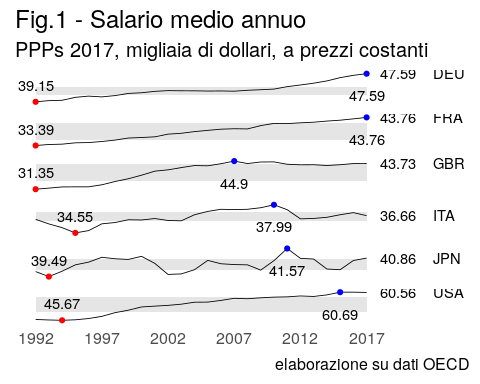 Fig.1 - Salario medio annuo
PPPs 2017, migliaia di dollari, a prezzi costanti
39.15 47.59 47.59 DEU
33.39 43.76 43.76 FRA
31.35 44.9 43.73 GBR
34.55 37.99 36.66 ITA
39.49 41.57 40.86 JPN
45.67 60.69 60.56 USA
1992 1997 2002 2007 2012 2017
elaborazione su dati OECD